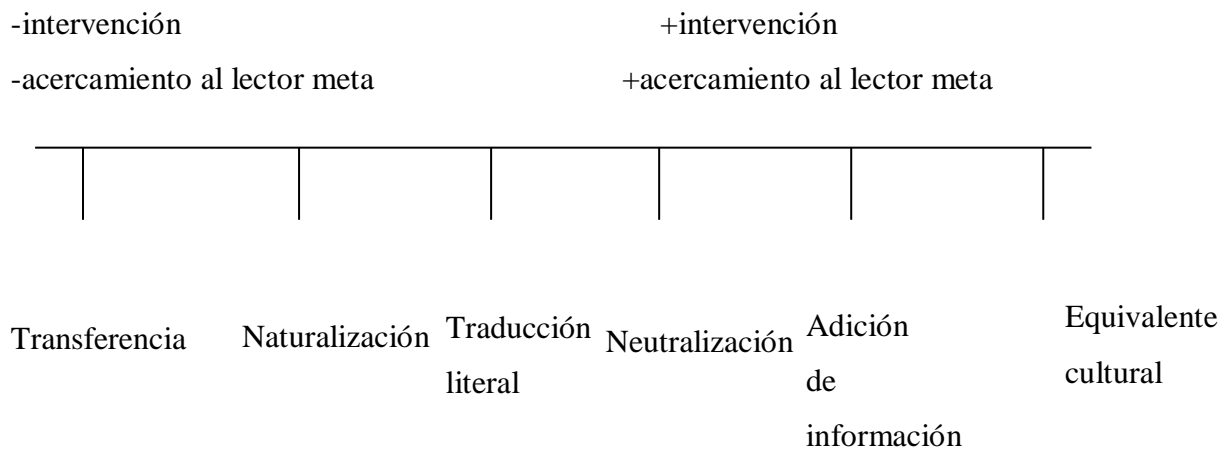 -intervención +intervención
-acercamiento al lector meta +acercamiento al lector meta
Transferencia
Naturalización
Traducción
literal
Neutralización
Adición
de
información
Equivalente
cultural